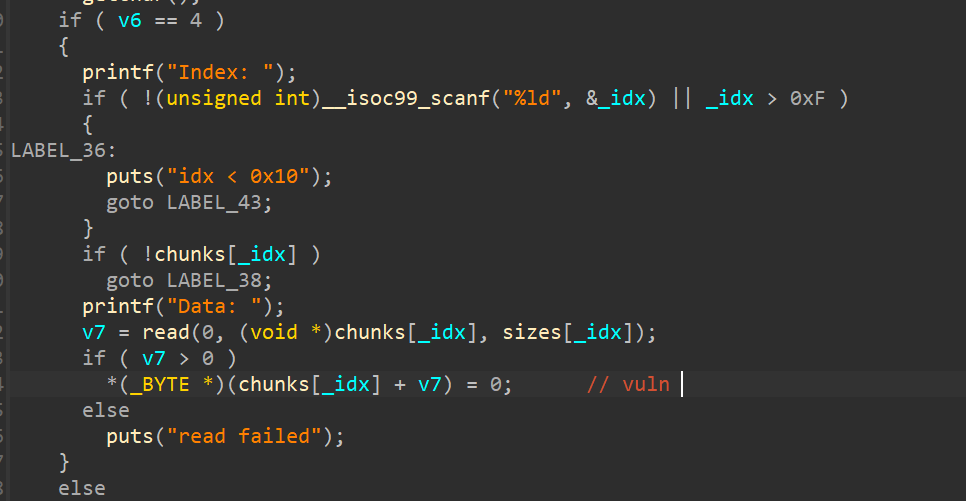 getchar();
if ( v6 == 4 )
{
printf("Index: ");
if ( !(unsigned int)__isoc99_scanf("%ld", &_idx) || _idx > 0xF )
{
LABEL_36:
puts("idx < 0x10");
goto LABEL_43;
}
if ( !chunks[_idx] )
goto LABEL_38;
printf("Data: ");
v7 = read(0, (void *)chunks[_idx], sizes[_idx]);
if ( v7 > 0 )
*(_BYTE *)(chunks[_idx] + v7) = 0; // vuln
else
puts("read failed");
}
else